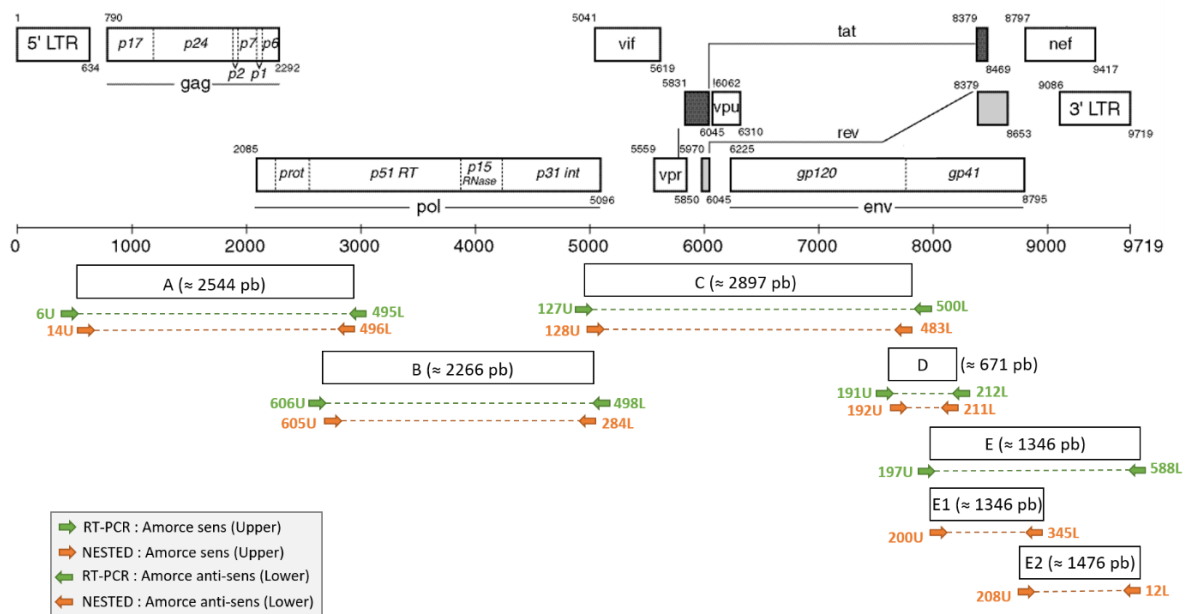 1 790 5041 8379 8797
5' LTR p17 p24 p7 p6 vif tat nef
634 p2 p1 2292 5619 8469 9417
gag 5831 6062 8379 9086
vpu 3' LTR
6045 6310 rev 8653 9719
2085 5559 5970 6225
prot p51 RT p15 RNase p31 int vpr gp120 gp41
5096 5850 6045 8795
pol env
0 1000 2000 3000 4000 5000 6000 7000 8000 9000 9719
A (≈ 2544 pb) C (≈ 2897 pb)
6U 495L 127U 500L
14U 496L 128U 483L
B (≈ 2266 pb) D (≈ 671 pb)
606U 498L 191U 212L
605U 284L 192U 211L
E (≈ 1346 pb)
197U 588L
E1 (≈ 1346 pb)
200U 345L
E2 (≈ 1476 pb)
208U 12L
RT-PCR : Amorce sens (Upper)
NESTED : Amorce sens (Upper)
RT-PCR : Amorce anti-sens (Lower)
NESTED : Amorce anti-sens (Lower)